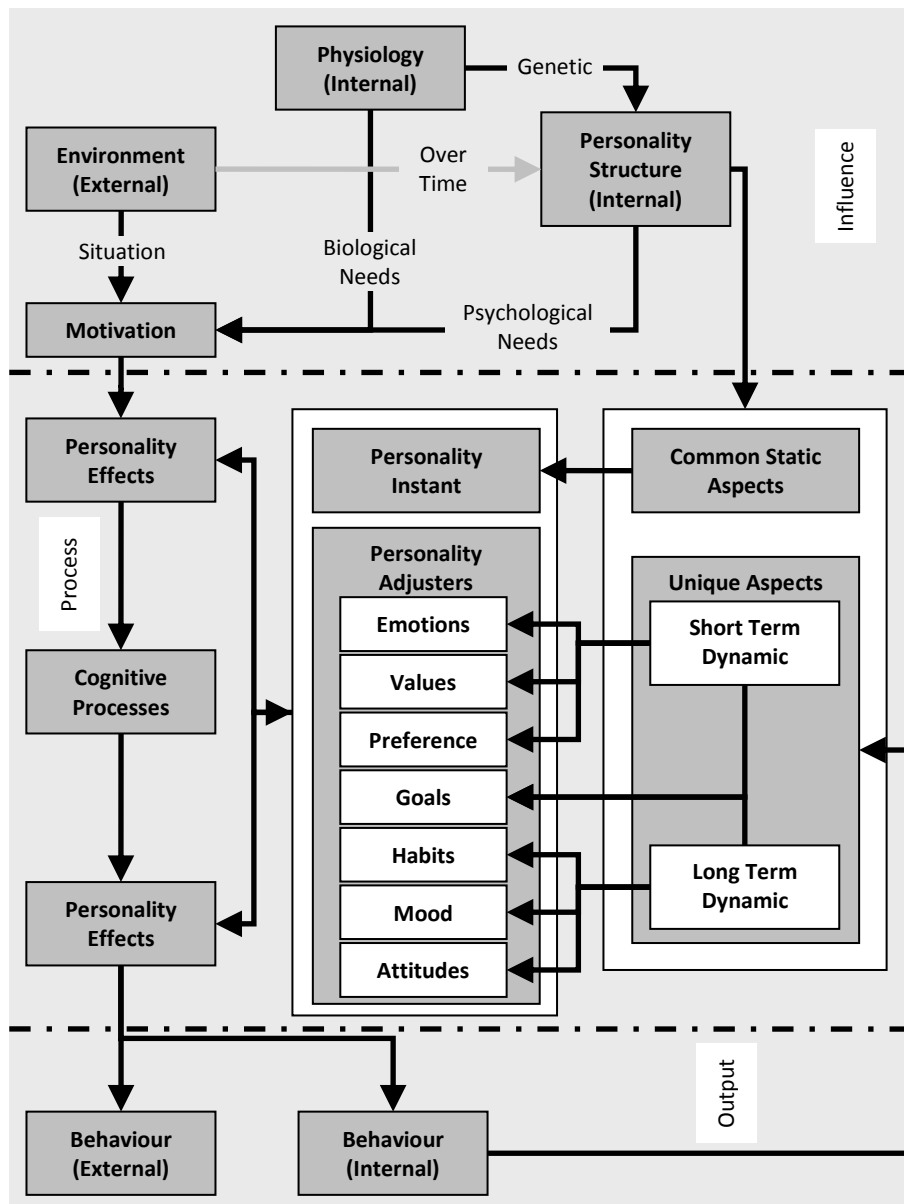 Physiology
(Internal)
Genetic
Environment
(External)
Over
Time
Personality
Structure
(Internal)
Influence
Situation
Biological
Needs
Motivation
Psychological
Needs
Personality
Effects
Personality
Instant
Common Static
Aspects
Process
Personality
Adjusters
Unique Aspects
Emotions
Short Term
Dynamic
Values
Cognitive
Processes
Preference
Goals
Habits
Long Term
Dynamic
Personality
Effects
Mood
Attitudes
Output
Behaviour
(External)
Behaviour
(Internal)